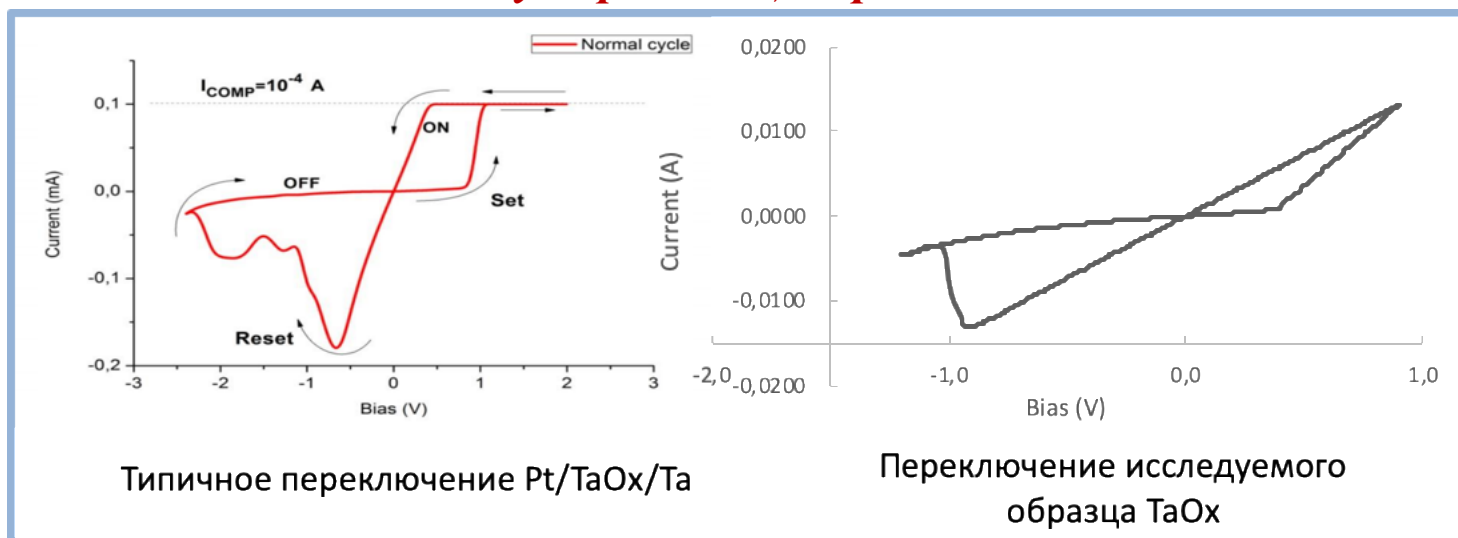 Normal cycle
I_COMP=10^-4 A
0,1
ON
0,0
OFF
Set
Current (mA)
-0,1
Reset
-0,2
-3
-2
-1
0
1
2
3
Bias (V)
0,0200
0,0100
Current (A)
0,0000
-0,0100
-0,0200
-2,0
-1,0
0,0
1,0
Bias (V)
Типичное переключение Pt/TaOx/Ta
Переключение исследуемого
образца TaOx